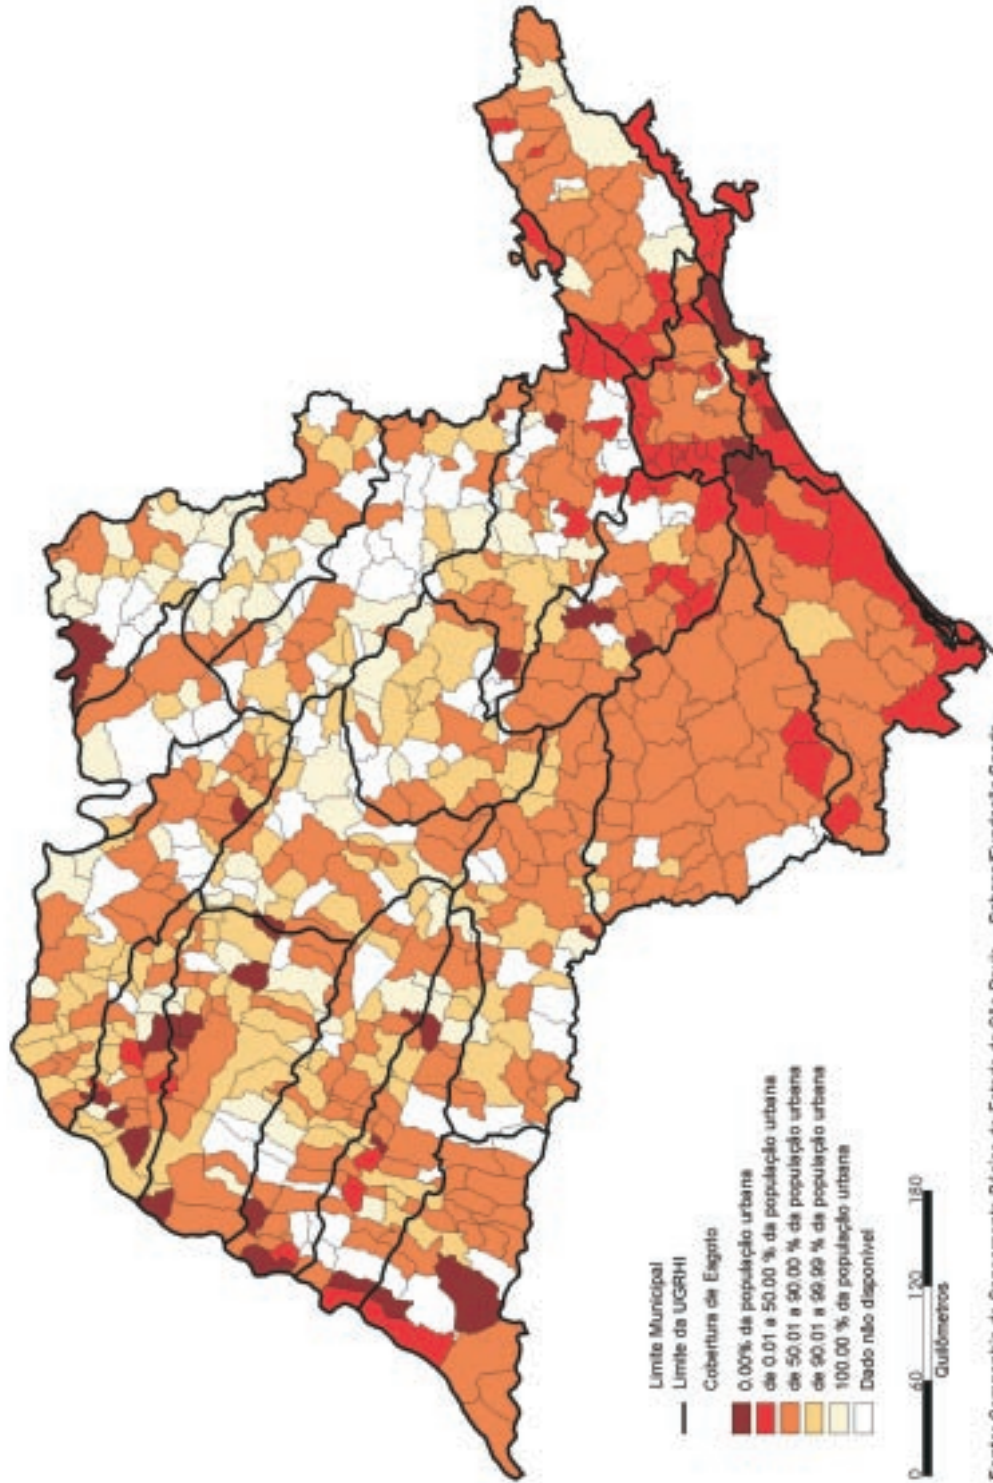 Limite Municipal
Limite da UGRHI
Cobertura de Esgoto
0.00% da população urbana
de 0.01 a 50.00 % da população urbana
de 50.01 a 90.00 % da população urbana
de 90.01 a 99.99 % da população urbana
100.00 % da população urbana
Dado não disponível
0 60 120 180
Quilômetros